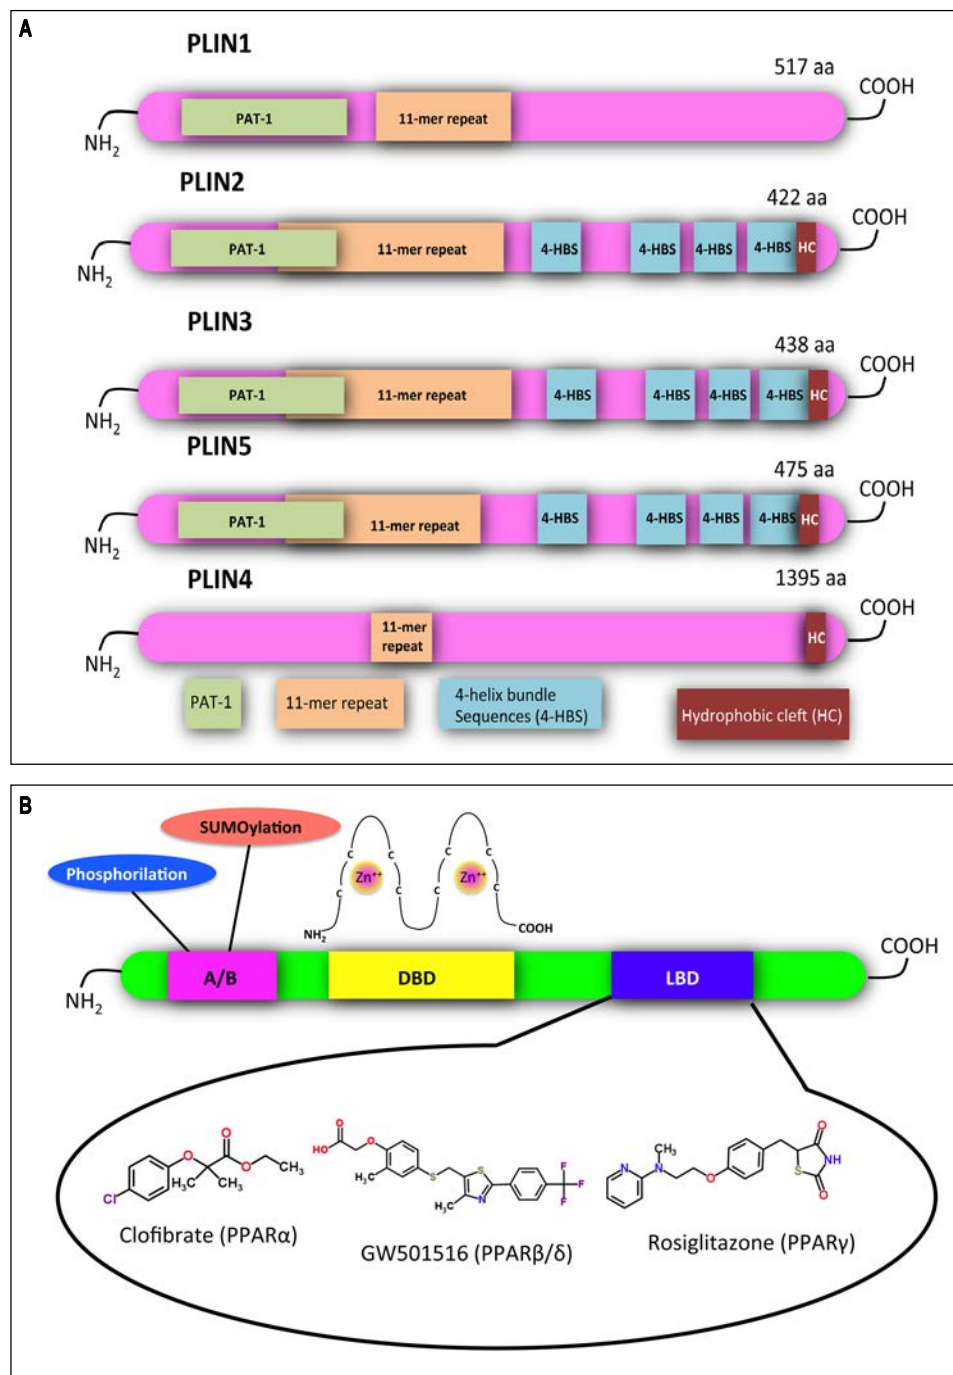 A
PLIN1
517 aa
COOH
PAT-1
11-mer repeat
NH2
PLIN2
422 aa
COOH
PAT-1
11-mer repeat
4-HBS
4-HBS
4-HBS
4-HBS
HC
NH2
PLIN3
438 aa
COOH
PAT-1
11-mer repeat
4-HBS
4-HBS
4-HBS
4-HBS
HC
NH2
PLIN5
475 aa
COOH
PAT-1
11-mer repeat
4-HBS
4-HBS
4-HBS
4-HBS
HC
NH2
PLIN4
1395 aa
COOH
11-mer
repeat
HC
NH2
PAT-1
11-mer repeat
4-helix bundle
Sequences (4-HBS)
Hydrophobic cleft (HC)
B
SUMOylation
Phosphorilation
C
C
C
C
Zn++
C
C
C
C
Zn++
NH2
COOH
COOH
A/B
DBD
LBD
NH2
O
O
O
CH3
H3C
CH3
Cl
Clofibrate (PPARα)
O
HO
O
H3C
S
S
N
H3C
F
F
F
GW501516 (PPARβ/δ)
CH3
N
N
O
O
NH
S
O
Rosiglitazone (PPARγ)